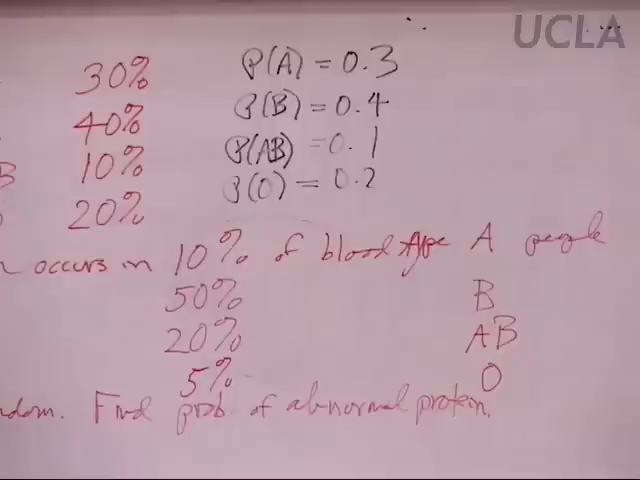 UCLA
30% P(A) = 0.3
40% P(B) = 0.4
B 10% P(AB) = 0.1
20% P(O) = 0.2
occurs in 10% of blood type A people
50% B
20% AB
5% O
ndom. Find prob. of abnormal protein.